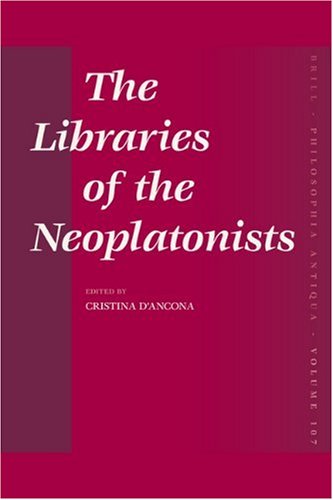 The
Libraries
of the
Neoplatonists
EDITED BY
CRISTINA D'ANCONA
BRILL · PHILOSOPHIA ANTIQUA · VOLUME 107